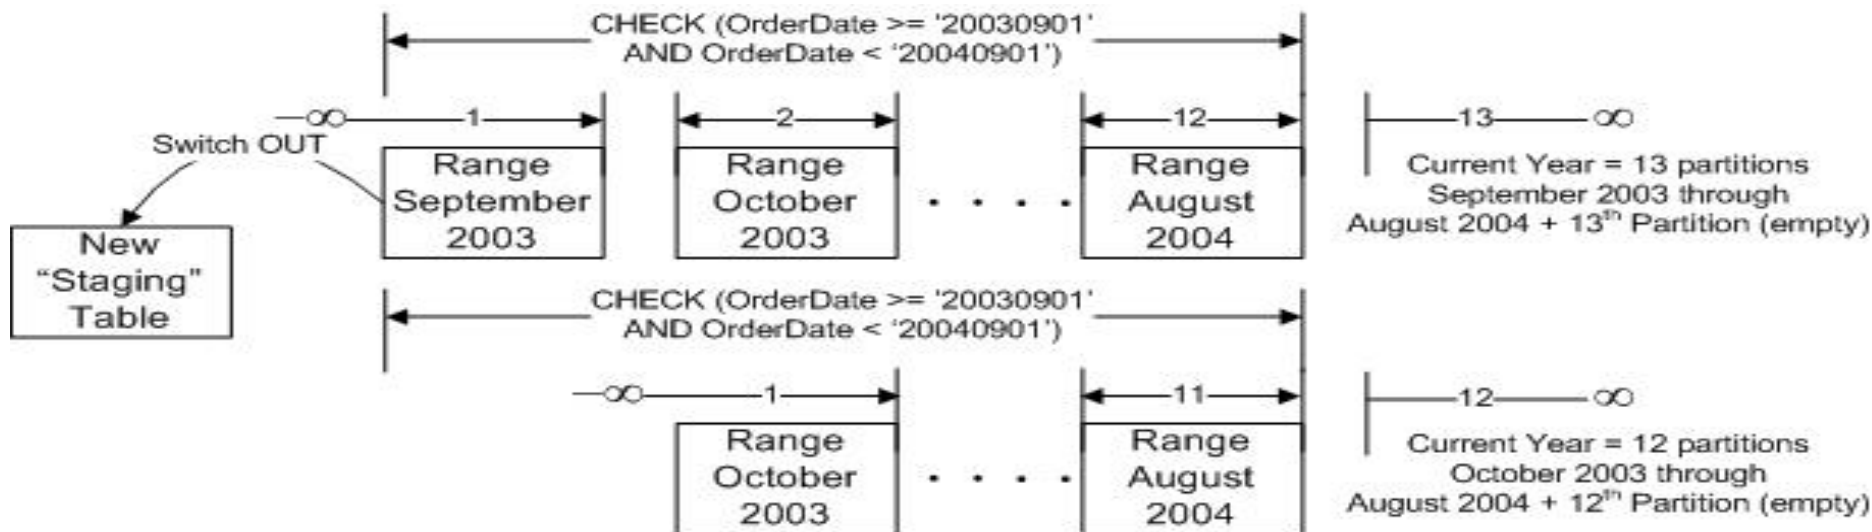 CHECK (OrderDate >= '20030901'
AND OrderDate < ‘20040901’)
−∞ 1
2
12
13 ∞
Switch OUT
Range
September
2003
Range
October
2003
. . . .
Range
August
2004
Current Year = 13 partitions
September 2003 through
August 2004 + 13th Partition (empty)
New
“Staging”
Table
CHECK (OrderDate >= '20030901'
AND OrderDate < ‘20040901’)
−∞ 1
11
12 ∞
Range
October
2003
. . . .
Range
August
2004
Current Year = 12 partitions
October 2003 through
August 2004 + 12th Partition (empty)